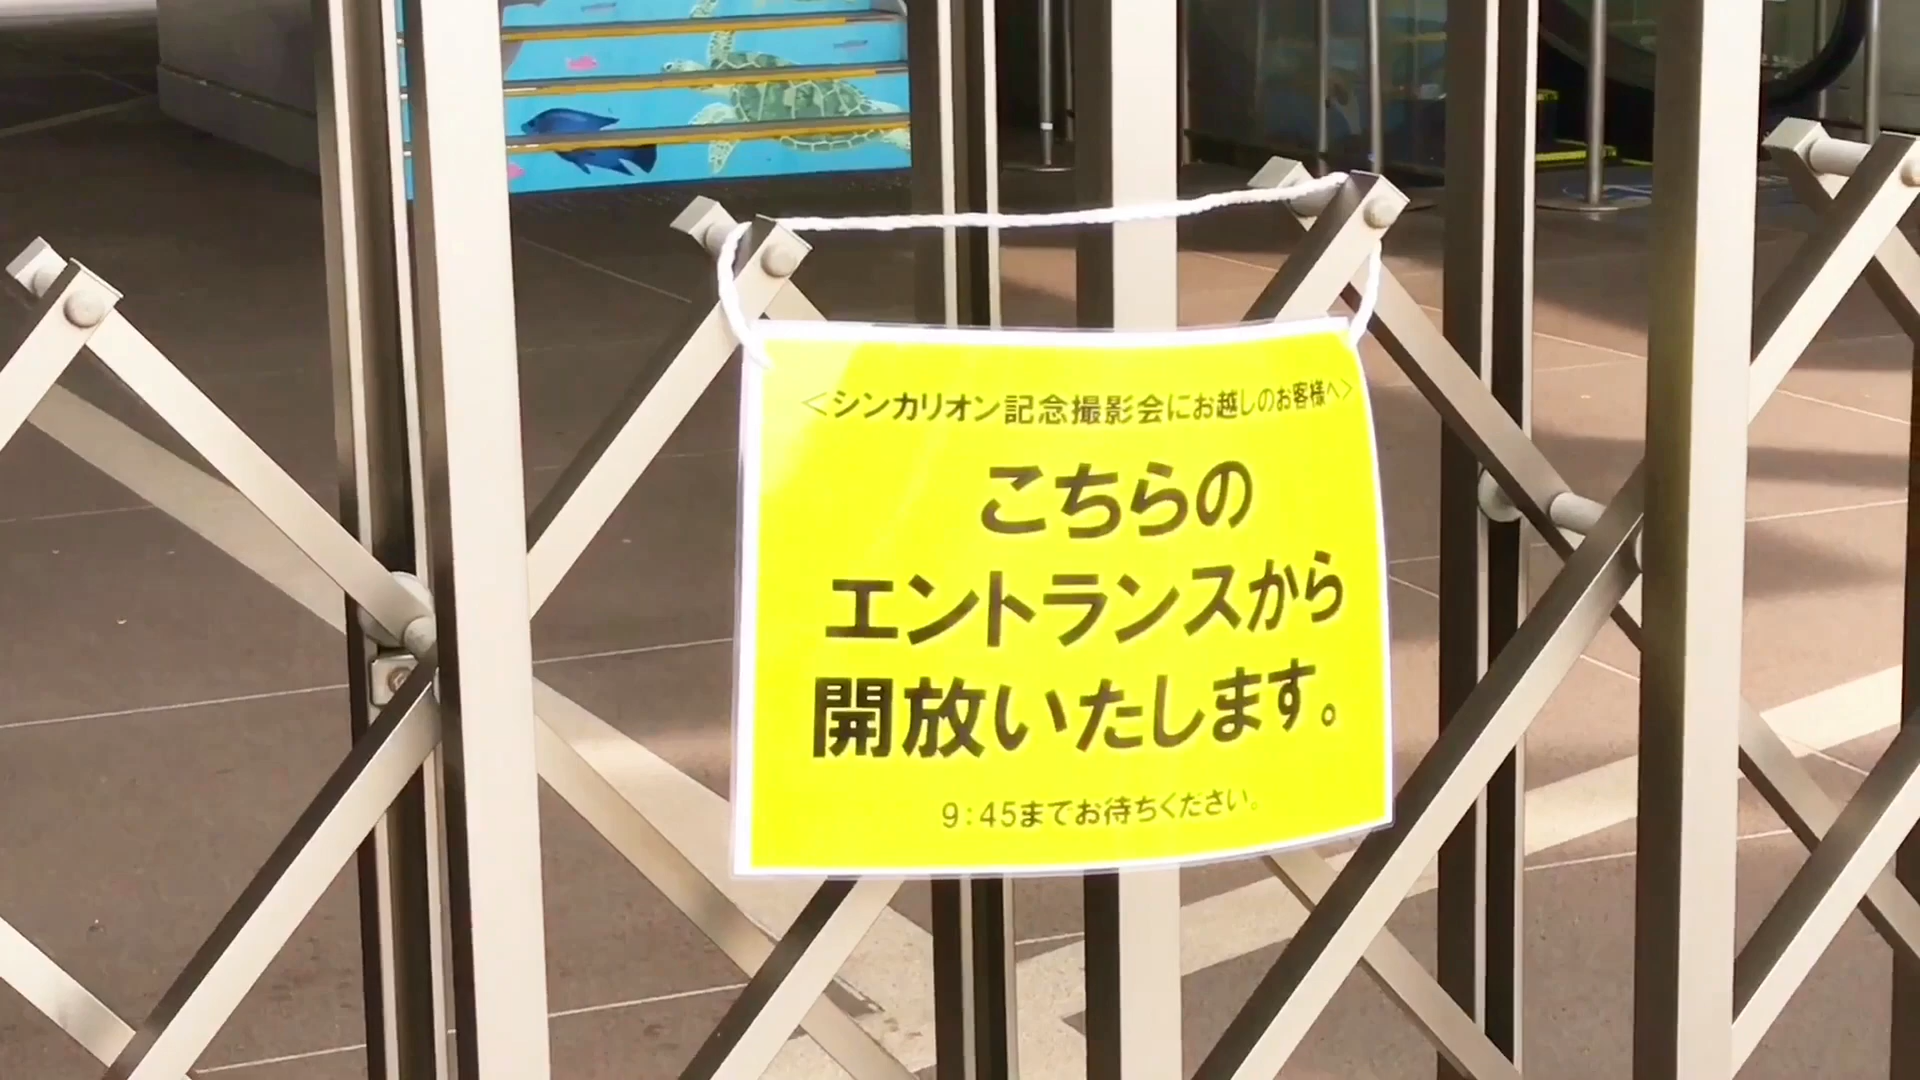 ＜シンカリオン記念撮影会にお越しのお客様へ＞
こちらの
エントランスから
開放いたします。
9:45までお待ちください。